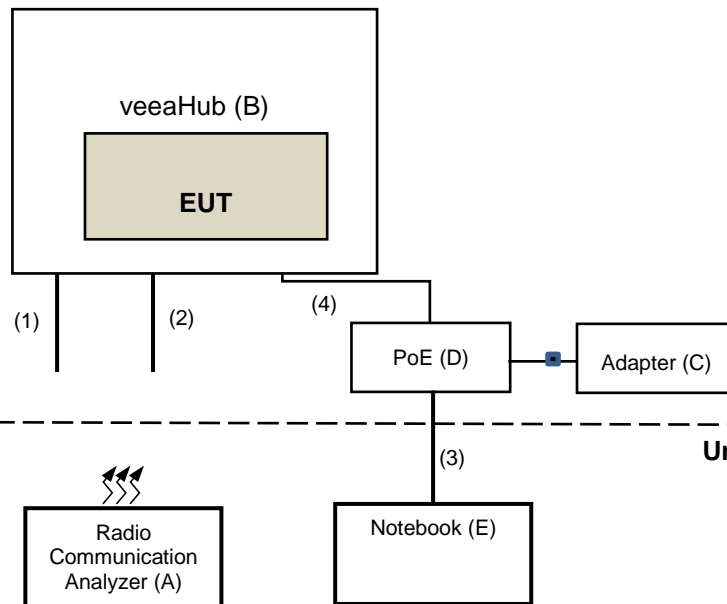 veeaHub (B)
EUT
(1)
(2)
(4)
PoE (D)
Adapter (C)
(3)
Radio
Communication
Analyzer (A)
Notebook (E)